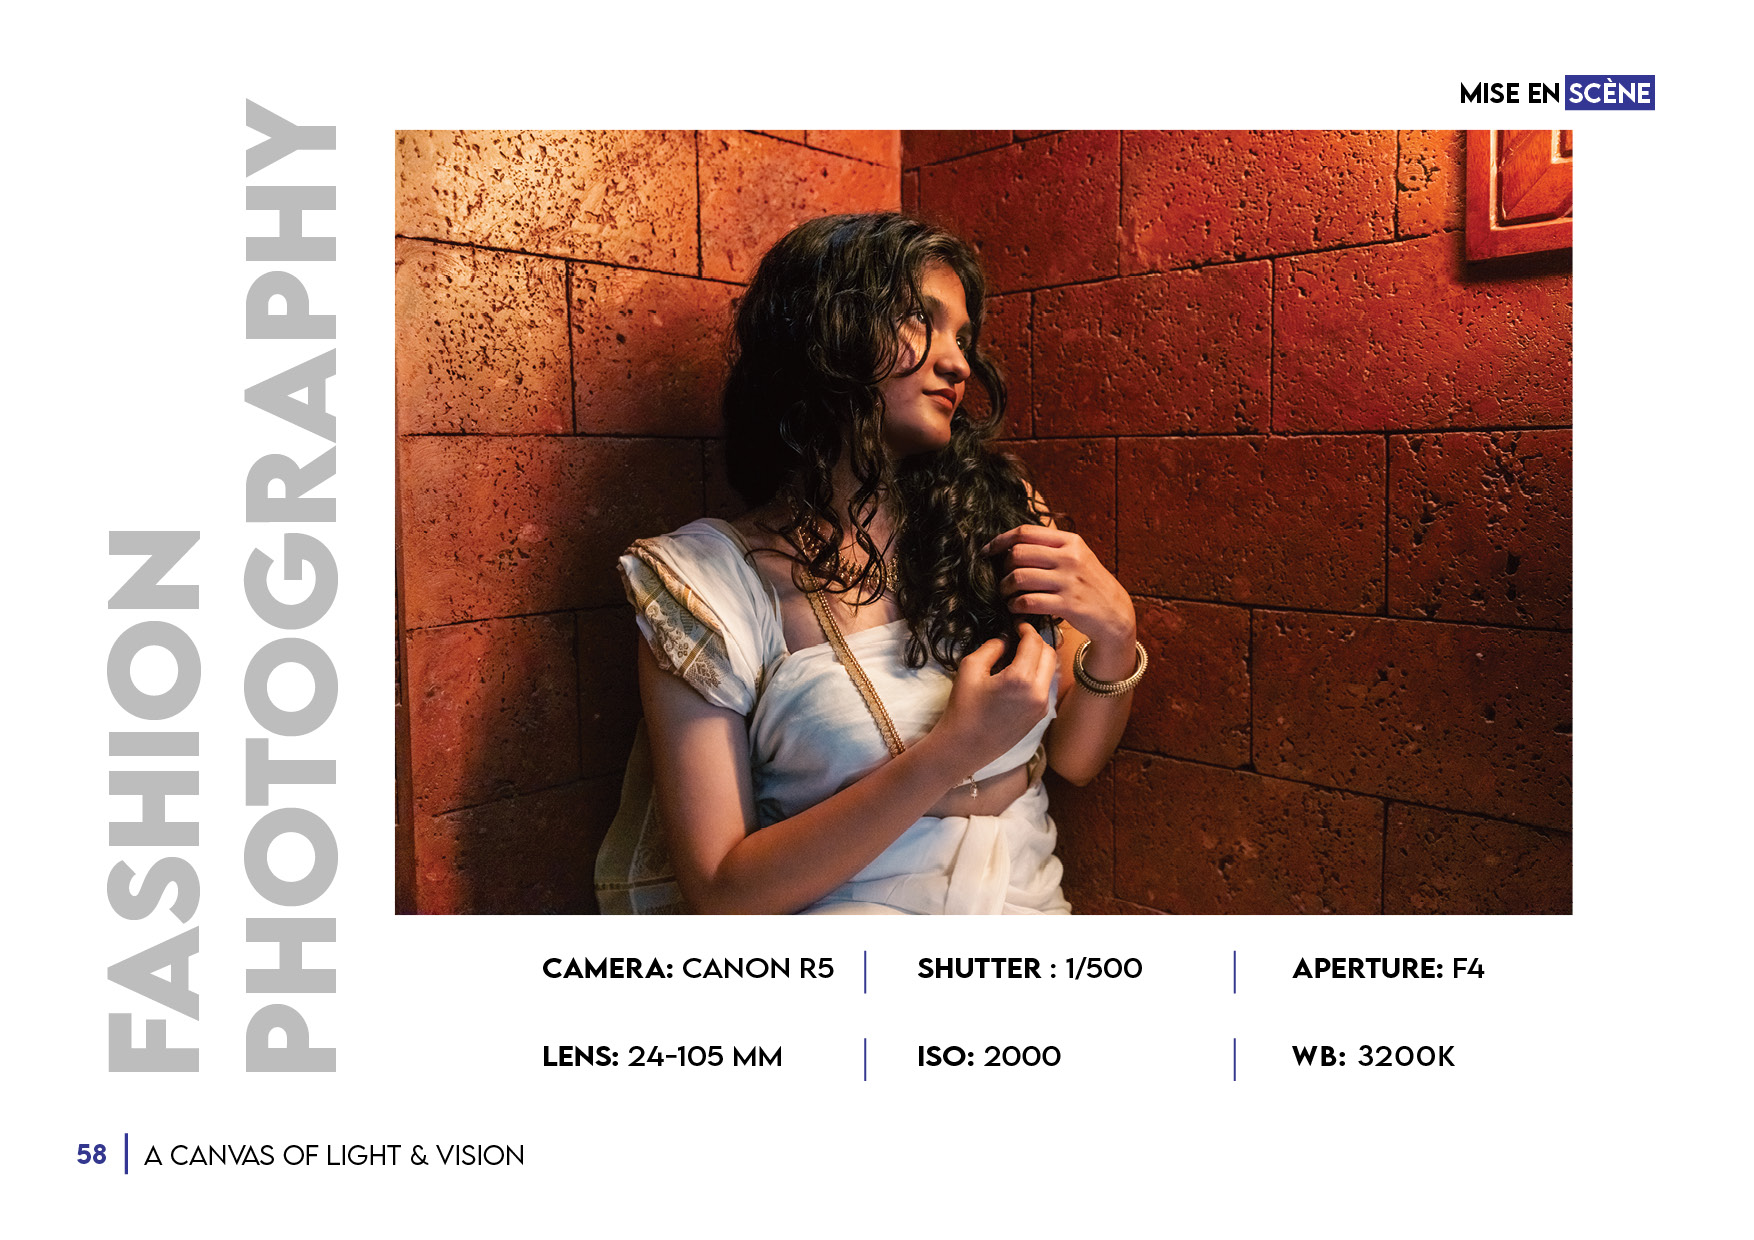 MISE EN SCÈNE
FASHION
PHOTOGRAPHY
CAMERA: CANON R5
SHUTTER : 1/500
APERTURE: F4
LENS: 24-105 MM
ISO: 2000
WB: 3200K
58
A CANVAS OF LIGHT & VISION